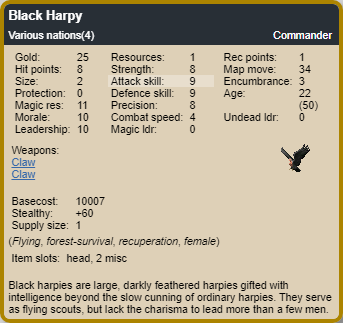 Black Harpy
Various nations(4) Commander
Gold: 25 Resources: 1 Rec points: 1
Hit points: 8 Strength: 8 Map move: 34
Size: 2 Attack skill: 9 Encumbrance: 3
Protection: 0 Defence skill: 9 Age: 22
Magic res: 11 Precision: 8 (50)
Morale: 10 Combat speed: 4 Undead ldr: 0
Leadership: 10 Magic ldr: 0
Weapons:
Claw
Claw
Basecost: 10007
Stealthy: +60
Supply size: 1
(Flying, forest-survival, recuperation, female)
Item slots: head, 2 misc
Black harpies are large, darkly feathered harpies gifted with
intelligence beyond the slow cunning of ordinary harpies. They serve
as flying scouts, but lack the charisma to lead more than a few men.